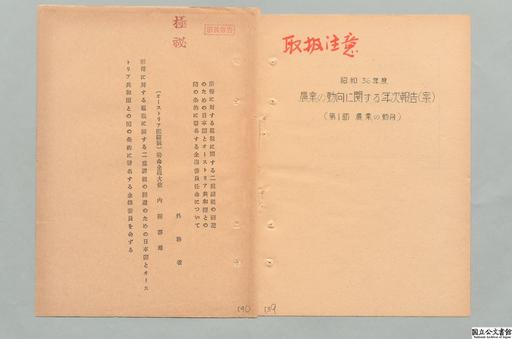 取扱注意
昭和36年度
農業の動向に関する年次報告(案)
(第1部 農業の動向)
139
極秘
所得に対する租税に関する二重課税の回避
のための日本国とオーストリア共和国との
間の条約に署名する全権委員任命について
外務省
(オーストリア国駐箚)特命全権大使 内田藤雄
所得に対する租税に関する二重課税の回避のための日本国とオース
トリア共和国との間の条約に署名する全権委員を命ずる
140
国立公文書館
National Archives of Japan